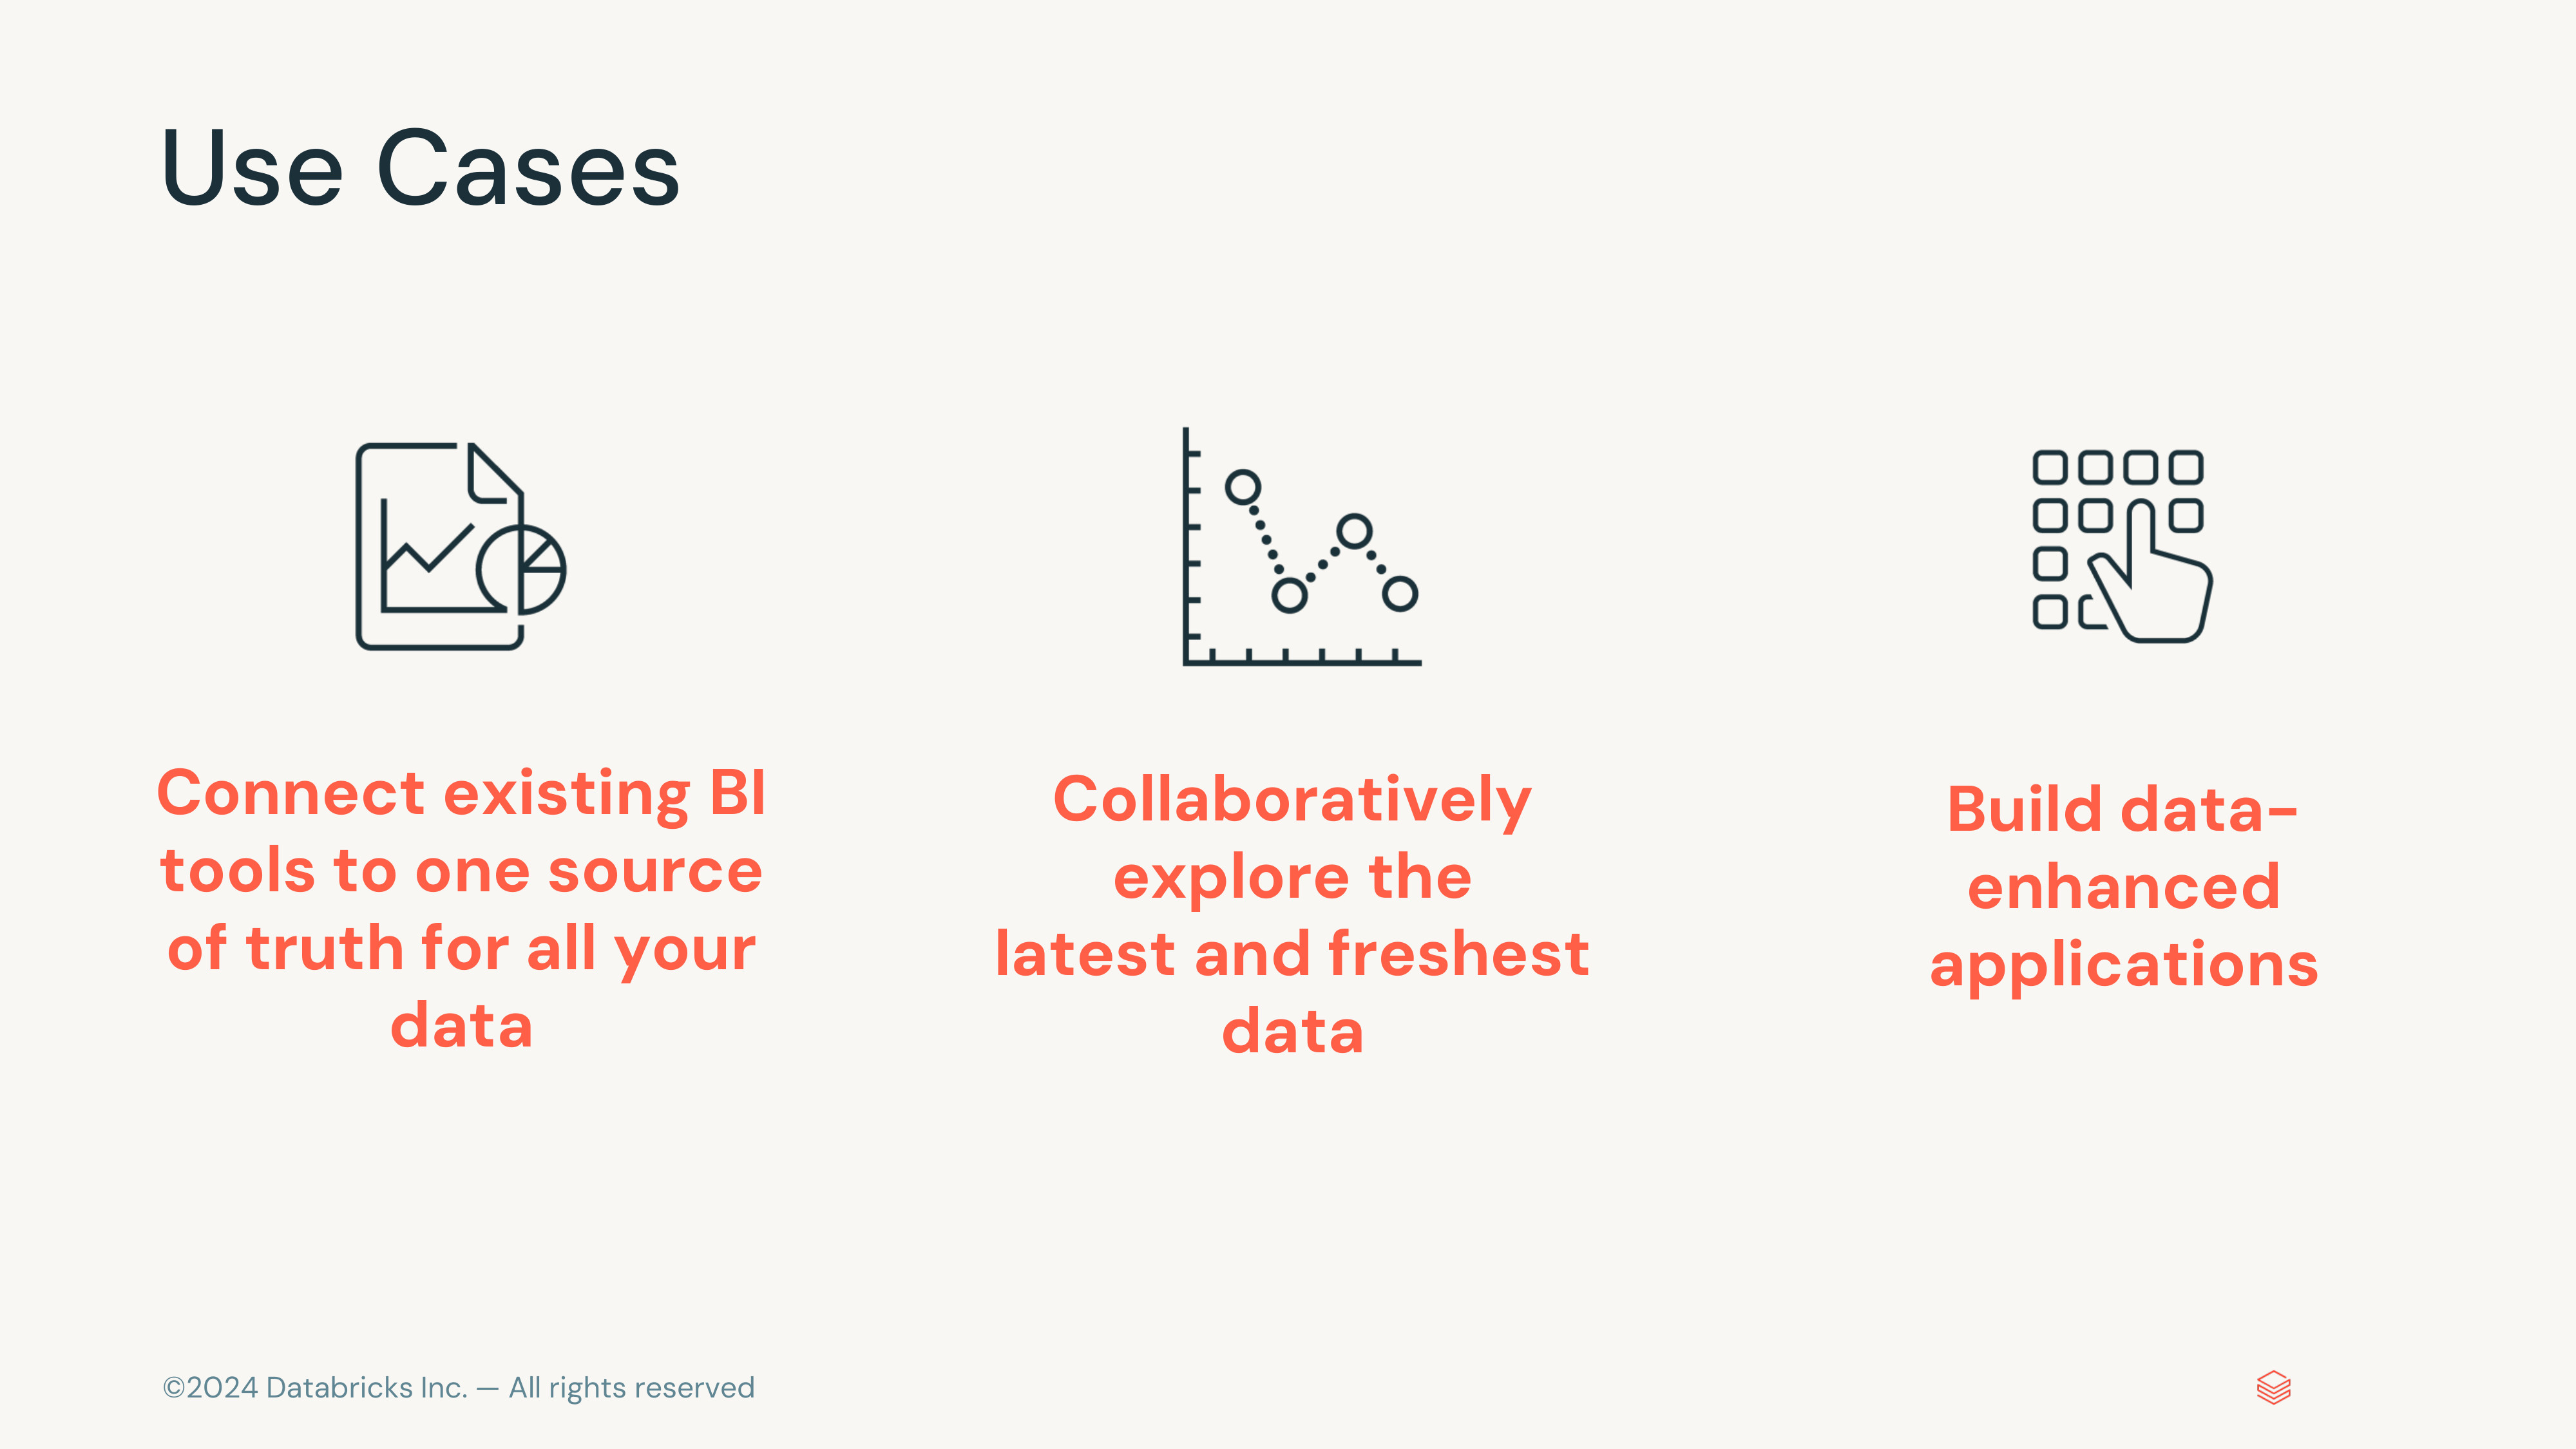 Use Cases
Connect existing BI
tools to one source
of truth for all your
data
Collaboratively
explore the
latest and freshest
data
Build data-
enhanced
applications
©2024 Databricks Inc. — All rights reserved